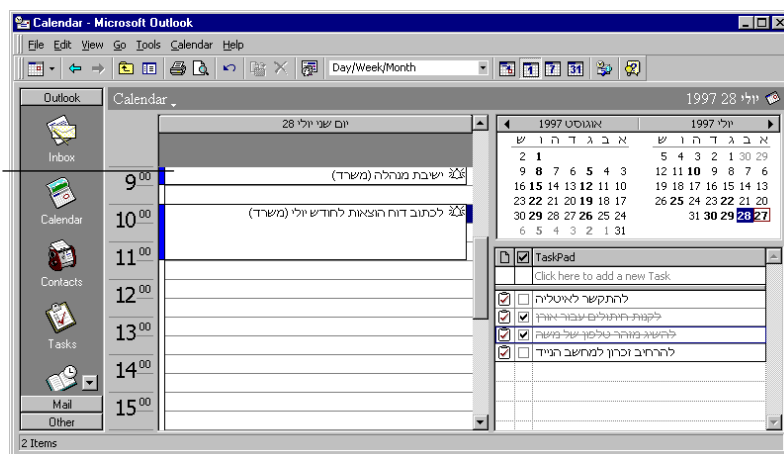 Calendar - Microsoft Outlook
File Edit View Go Tools Calendar Help
Day/Week/Month
Outlook
Inbox
Calendar
Contacts
Tasks
Mail
Other
Calendar
יולי 28 1997
יום שני יולי 28
9 00
ישיבת מנהלה (משרד)
10 00
לכתוב דוח הוצאות לחודש יולי (משרד)
11 00
12 00
13 00
14 00
15 00
יולי 1997
א ב ג ד ה ו ש
29 30 1 2 3 4 5
6 7 8 9 10 11 12
13 14 15 16 17 18 19
20 21 22 23 24 25 26
27 28 29 30 31
אוגוסט 1997
א ב ג ד ה ו ש
1 2
3 4 5 6 7 8 9
10 11 12 13 14 15 16
17 18 19 20 21 22 23
24 25 26 27 28 29 30
31 1 2 3 4 5 6
TaskPad
Click here to add a new Task
להתקשר לאיטליה
לקנות חיתולים עבור אורן
להשיג מזהר טלפון של משה
להרחיב זכרון למחשב הנייד
2 Items